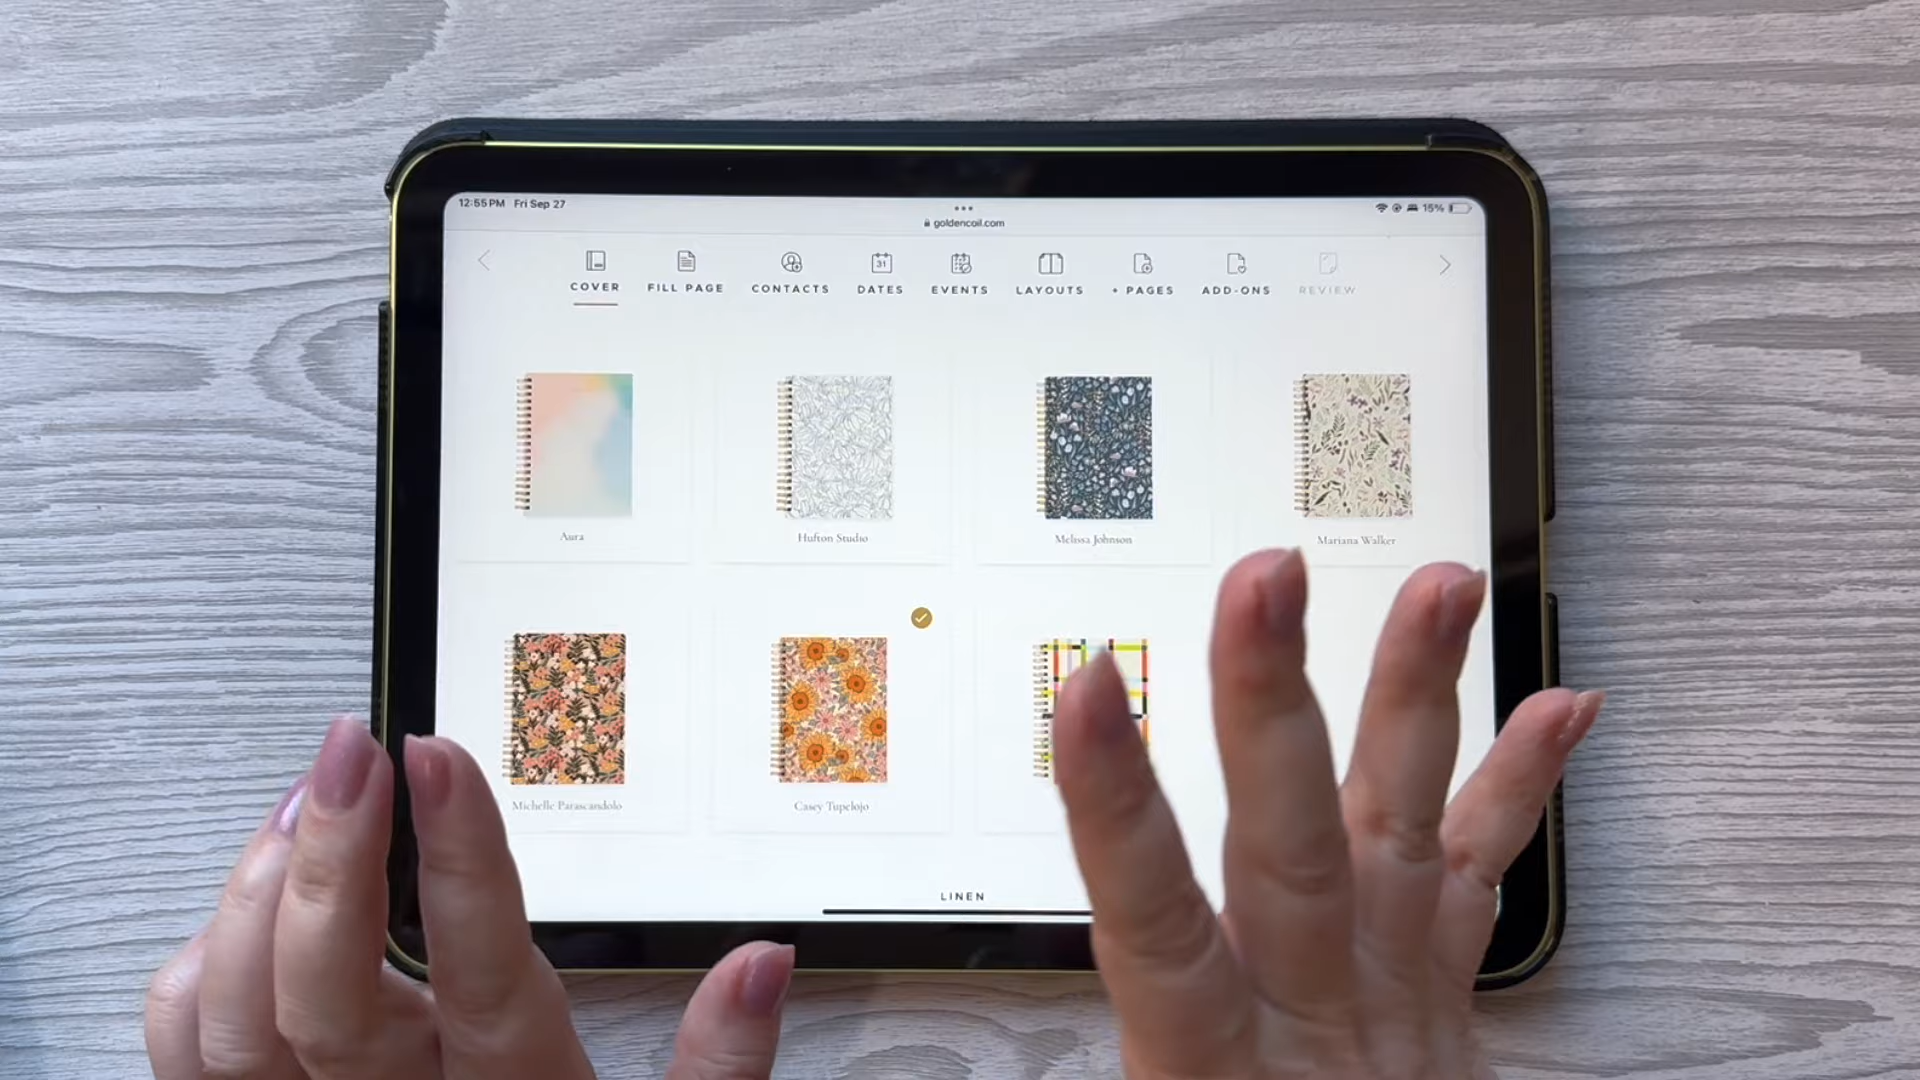 12:55 PM Fri Sep 27
15%
goldencoil.com
COVER
FILL PAGE
CONTACTS
31
DATES
EVENTS
LAYOUTS
+ PAGES
ADD-ONS
REVIEW
Aura
Hufton Studio
Melissa Johnson
Mariana Walker
Michelle Parascandolo
Casey Tupelojo
LINEN